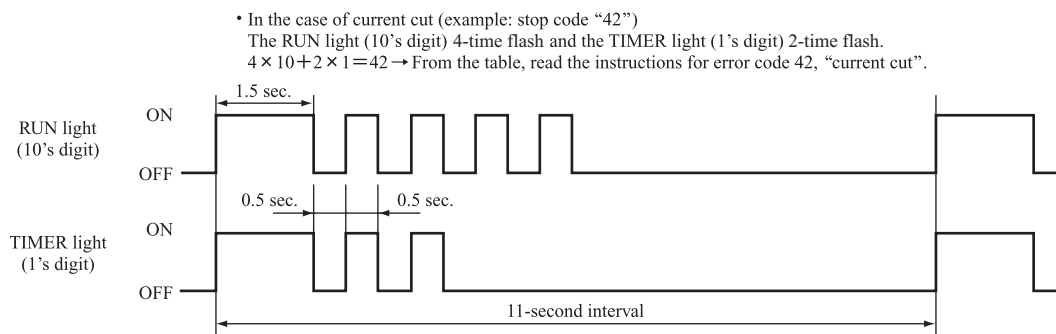 • In the case of current cut (example: stop code “42”)
The RUN light (10’s digit) 4-time flash and the TIMER light (1’s digit) 2-time flash.
4 × 10+2 × 1=42 → From the table, read the instructions for error code 42, “current cut”.
1.5 sec.
ON
RUN light
(10’s digit)
OFF
0.5 sec.
0.5 sec.
ON
TIMER light
(1’s digit)
OFF
11-second interval